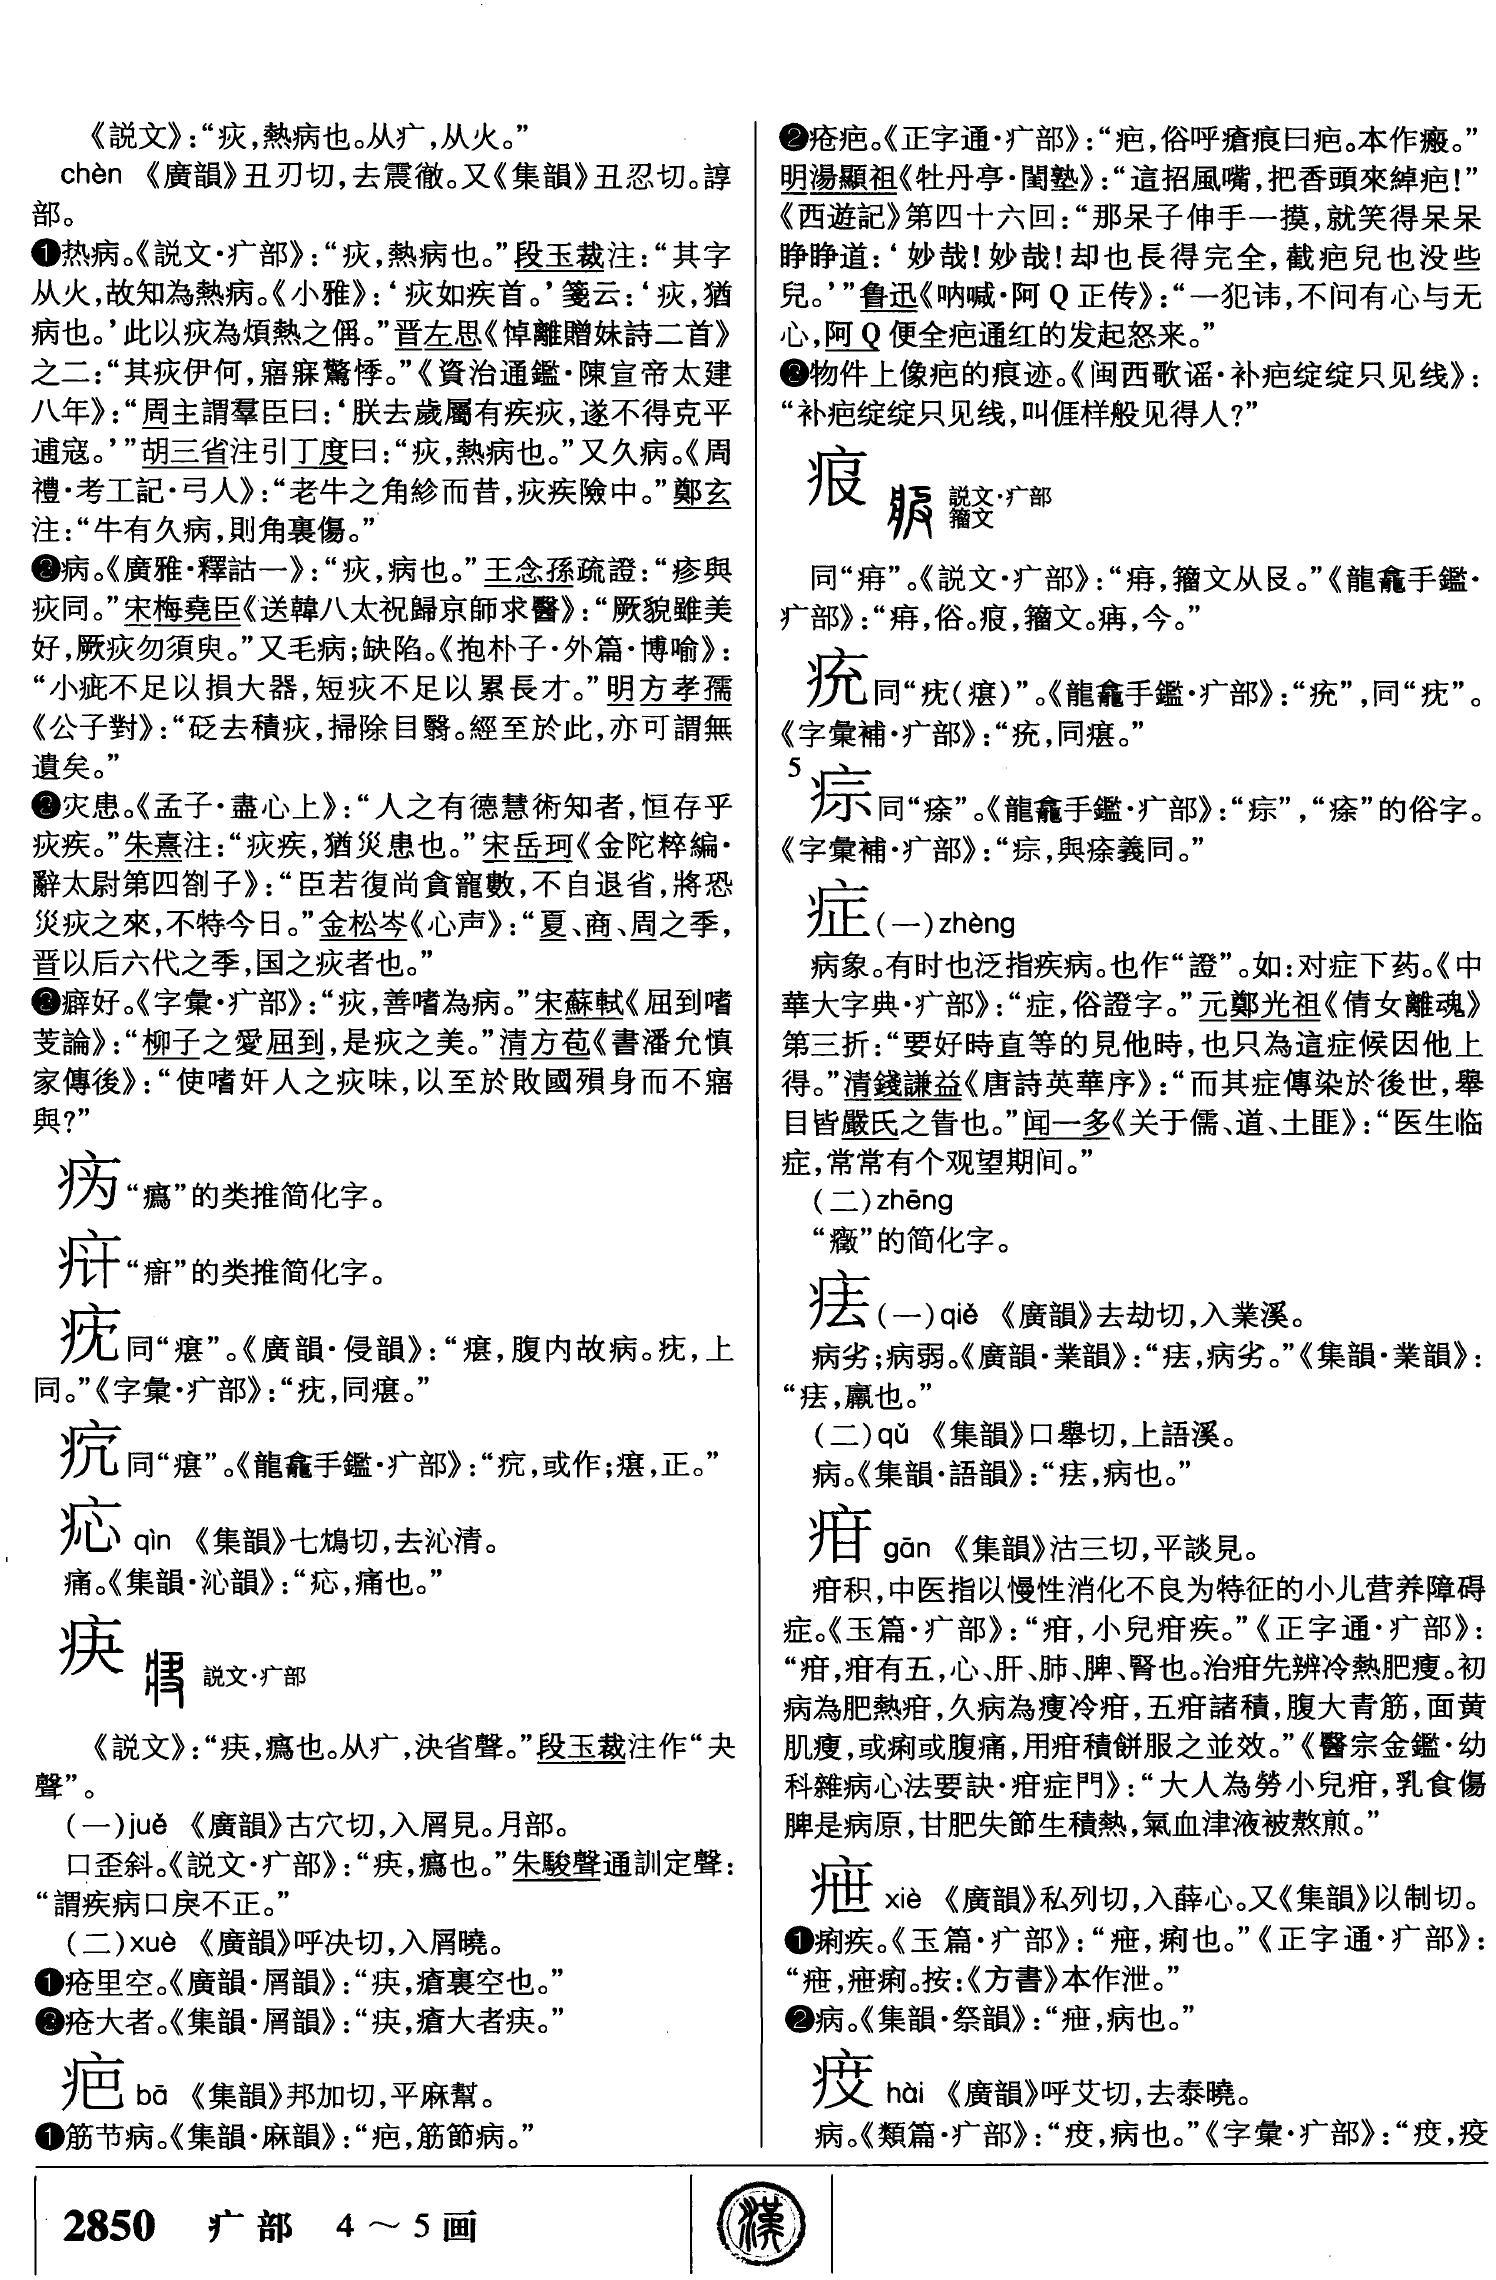 《説文》：“疢，熱病也。从疒，从火。”
chèn 《廣韻》丑刃切，去震徹。又《集韻》丑忍切。諄
部。
❶热病。《説文·疒部》：“疢，熱病也。”段玉裁注：“其字
从火，故知為熱病。《小雅》：‘疢如疾首。’箋云：‘疢，猶
病也。’此以疢為煩熱之偁。”晋左思《悼離贈妹詩二首》
之二：“其疢伊何，寤寐驚悸。”《資治通鑑·陳宣帝太建
八年》：“周主謂羣臣曰：‘朕去歲屬有疾疢，遂不得克平
逋寇。’”胡三省注引丁度曰：“疢，熱病也。”又久病。《周
禮·考工記·弓人》：“老牛之角紾而昔，疢疾險中。”鄭玄
注：“牛有久病，則角裏傷。”
❷病。《廣雅·釋詁一》：“疢，病也。”王念孫疏證：“疹與
疢同。”宋梅堯臣《送韓八太祝歸京師求醫》：“厥貌雖美
好，厥疢勿須臾。”又毛病；缺陷。《抱朴子·外篇·博喻》：
“小疵不足以損大器，短疢不足以累長才。”明方孝孺
《公子對》：“砭去積疢，掃除目翳。經至於此，亦可謂無
遺矣。”
❸灾患。《孟子·盡心上》：“人之有德慧術知者，恒存乎
疢疾。”朱熹注：“疢疾，猶災患也。”宋岳珂《金陀粹編·
辭太尉第四劄子》：“臣若復尚貪寵數，不自退省，將恐
災疢之來，不特今日。”金松岑《心声》：“夏、商、周之季，
晋以后六代之季，国之疢者也。”
❹癖好。《字彙·疒部》：“疢，善嗜為病。”宋蘇軾《屈到嗜
芰論》：“柳子之愛屈到，是疢之美。”清方苞《書潘允慎
家傳後》：“使嗜奸人之疢味，以至於敗國殞身而不寤
與?”
㾂“癘”的类推简化字。
“㿇”的类推简化字。
疣同“㾕”。《廣韻·侵韻》：“㾕，腹内故病。疣，上
同。”《字彙·疒部》：“疣，同㾕。”
同“㾕”。《龍龕手鑑·疒部》：“疻，或作；㾕，正。”
qìn 《集韻》七鴆切，去沁清。
痛。《集韻·沁韻》：“㽲，痛也。”
疦 説文·疒部
《説文》：“疦，瘑也。从疒，決省聲。”段玉裁注作“夬
聲”。
（一）jué 《廣韻》古穴切，入屑見。月部。
口歪斜。《説文·疒部》：“疦，瘑也。”朱駿聲通訓定聲：
“謂疾病口戾不正。”
（二）xuè 《廣韻》呼決切，入屑曉。
❶疮里空。《廣韻·屑韻》：“疦，瘡裏空也。”
❷疮大者。《集韻·屑韻》：“疦，瘡大者疦。”
疤 bā 《集韻》邦加切，平麻幫。
❶筋节病。《集韻·麻韻》：“疤，筋節病。”
❷疮疤。《正字通·疒部》：“疤，俗呼瘡痕曰疤。本作瘢。”
明湯顯祖《牡丹亭·閨塾》：“這招風嘴，把香頭來綽疤！”
《西遊記》第四十六回：“那呆子伸手一摸，就笑得呆呆
睁睁道：‘妙哉！妙哉！却也長得完全，截疤兒也没些
兒。’”鲁迅《呐喊·阿Q正传》：“一犯讳，不问有心与无
心，阿Q便全疤通红的发起怒来。”
❸物件上像疤的痕迹。《闽西歌谣·补疤绽绽只见线》：
“补疤绽绽只见线，叫𠊎样般见得人?”
㽽 説文·疒部
籀文
同“㾊”。《説文·疒部》：“㾊，籀文从𠬝。”《龍龕手鑑·
疒部》：“㾊，俗。㽽，籀文。㾊，今。”
同“疣（㾕）”。《龍龕手鑑·疒部》：“㽬”，同“疣”。
《字彙補·疒部》：“㽬，同㾕。”
5
同“瘵”。《龍龕手鑑·疒部》：“㾄”，“瘵”的俗字。
《字彙補·疒部》：“㾄，與瘵義同。”
症（一）zhèng
病象。有时也泛指疾病。也作“證”。如：对症下药。《中
華大字典·疒部》：“症，俗證字。”元鄭光祖《倩女離魂》
第三折：“要好時直等的見他時，也只為這症候因他上
得。”清錢謙益《唐詩英華序》：“而其症傳染於後世，舉
目皆嚴氏之眚也。”闻一多《关于儒、道、土匪》：“医生临
症，常常有个观望期间。”
（二）zhēng
“癥”的简化字。
㾀（一）qiè 《廣韻》去劫切，入業溪。
病劣；病弱。《廣韻·業韻》：“㾀，病劣。”《集韻·業韻》：
“㾀，羸也。”
（二）qǔ 《集韻》口舉切，上語溪。
病。《集韻·語韻》：“㾀，病也。”
疳 gān 《集韻》沽三切，平談見。
疳积，中医指以慢性消化不良为特征的小儿营养障碍
症。《玉篇·疒部》：“疳，小兒疳疾。”《正字通·疒部》：
“疳，疳有五，心、肝、肺、脾、腎也。治疳先辨冷熱肥瘦。初
病為肥熱疳，久病為瘦冷疳，五疳諸積，腹大青筋，面黄
肌瘦，或痢或腹痛，用疳積餅服之並效。”《醫宗金鑑·幼
科雜病心法要訣·疳症門》：“大人為勞小兒疳，乳食傷
脾是病原，甘肥失節生積熱，氣血津液被熬煎。”
疶 xiè 《廣韻》私列切，入薛心。又《集韻》以制切。
❶痢疾。《玉篇·疒部》：“疶，痢也。”《正字通·疒部》：
“疶，疶痢。按：《方書》本作泄。”
❷病。《集韻·祭韻》：“疶，病也。”
hài 《廣韻》呼艾切，去泰曉。
病。《類篇·疒部》：“㽾，病也。”《字彙·疒部》：“㽾，㽾
2850 疒部 4～5画
漢